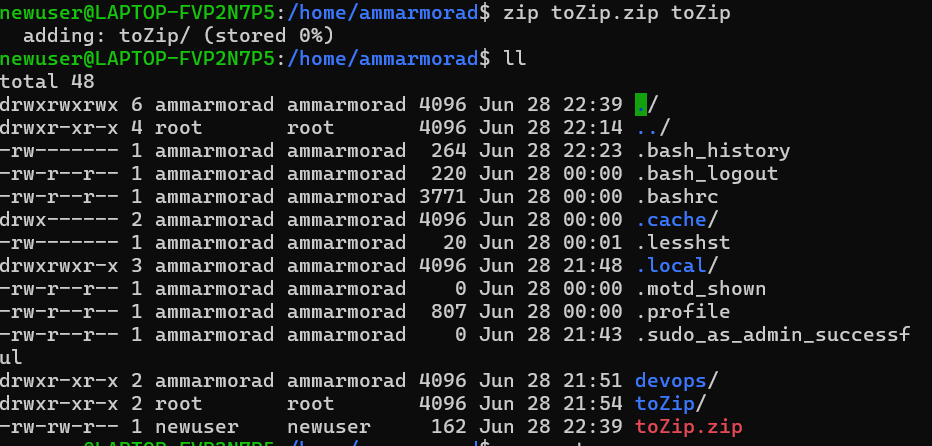 newuser@LAPTOP-FVP2N7P5:/home/ammarmorad$ zip toZip.zip toZip
  adding: toZip/ (stored 0%)
newuser@LAPTOP-FVP2N7P5:/home/ammarmorad$ ll
total 48
drwxrwxrwx 6 ammarmorad ammarmorad 4096 Jun 28 22:39 ./
drwxr-xr-x 4 root       root       4096 Jun 28 22:14 ../
-rw------- 1 ammarmorad ammarmorad  264 Jun 28 22:23 .bash_history
-rw-r--r-- 1 ammarmorad ammarmorad  220 Jun 28 00:00 .bash_logout
-rw-r--r-- 1 ammarmorad ammarmorad 3771 Jun 28 00:00 .bashrc
drwx------ 2 ammarmorad ammarmorad 4096 Jun 28 00:00 .cache/
-rw------- 1 ammarmorad ammarmorad   20 Jun 28 00:01 .lesshst
drwxrwxr-x 3 ammarmorad ammarmorad 4096 Jun 28 21:48 .local/
-rw-r--r-- 1 ammarmorad ammarmorad    0 Jun 28 00:00 .motd_shown
-rw-r--r-- 1 ammarmorad ammarmorad  807 Jun 28 00:00 .profile
-rw-r--r-- 1 ammarmorad ammarmorad    0 Jun 28 21:43 .sudo_as_admin_successf
ul
drwxr-xr-x 2 ammarmorad ammarmorad 4096 Jun 28 21:51 devops/
drwxr-xr-x 2 root       root       4096 Jun 28 21:54 toZip/
-rw-rw-r-- 1 newuser    newuser     162 Jun 28 22:39 toZip.zip